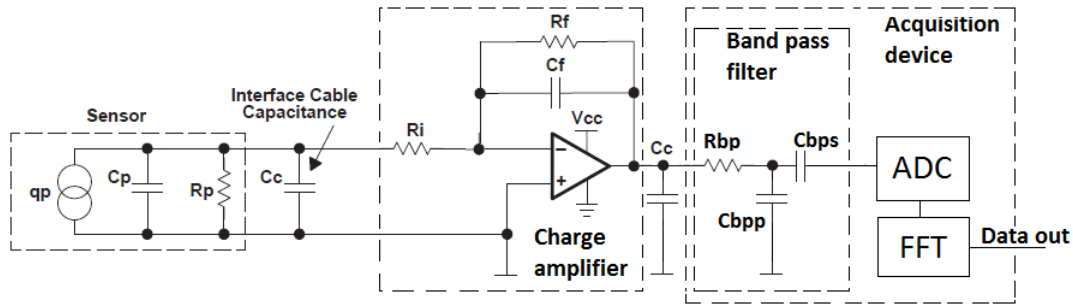 Sensor
qp
Cp
Rp
Interface Cable
Capacitance
Cc
Ri
Rf
Cf
Vcc
−
+
Charge
amplifier
Cc
Band pass
filter
Rbp
Cbps
Cbpp
Acquisition
device
ADC
FFT
Data out